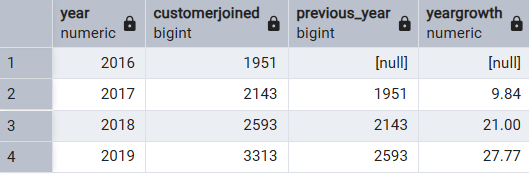 year customerjoined previous_year yeargrowth
numeric bigint bigint numeric
1 2016 1951 [null] [null]
2 2017 2143 1951 9.84
3 2018 2593 2143 21.00
4 2019 3313 2593 27.77